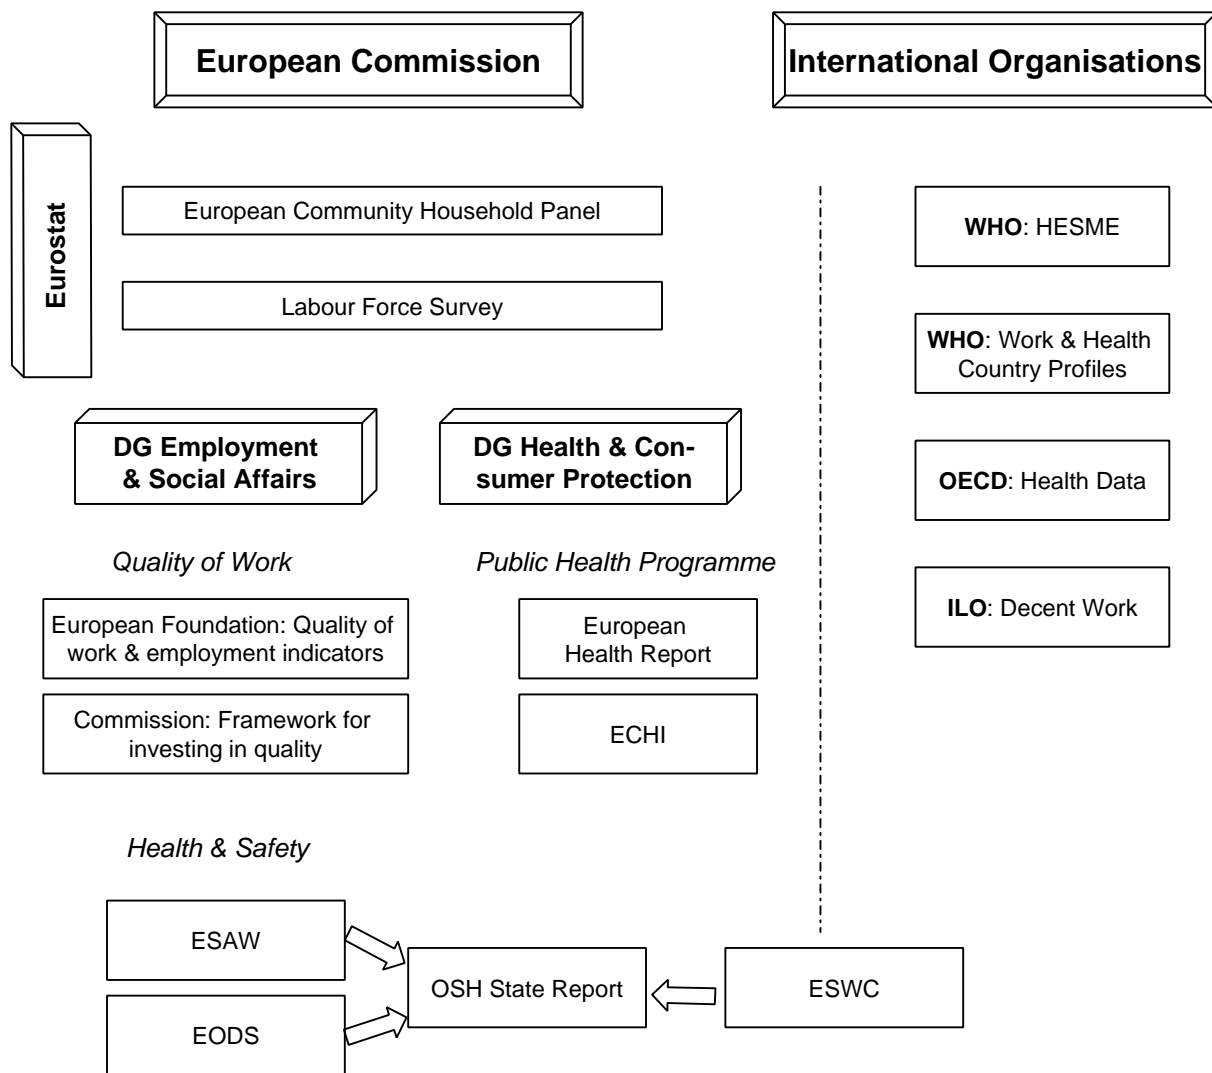 European Commission
International Organisations
Eurostat
European Community Household Panel
Labour Force Survey
WHO: HESME
WHO: Work & Health
Country Profiles
OECD: Health Data
ILO: Decent Work
DG Employment
& Social Affairs
DG Health & Con-
sumer Protection
Quality of Work
Public Health Programme
European Foundation: Quality of
work & employment indicators
European
Health Report
Commission: Framework for
investing in quality
ECHI
Health & Safety
ESAW
EODS
OSH State Report
ESWC